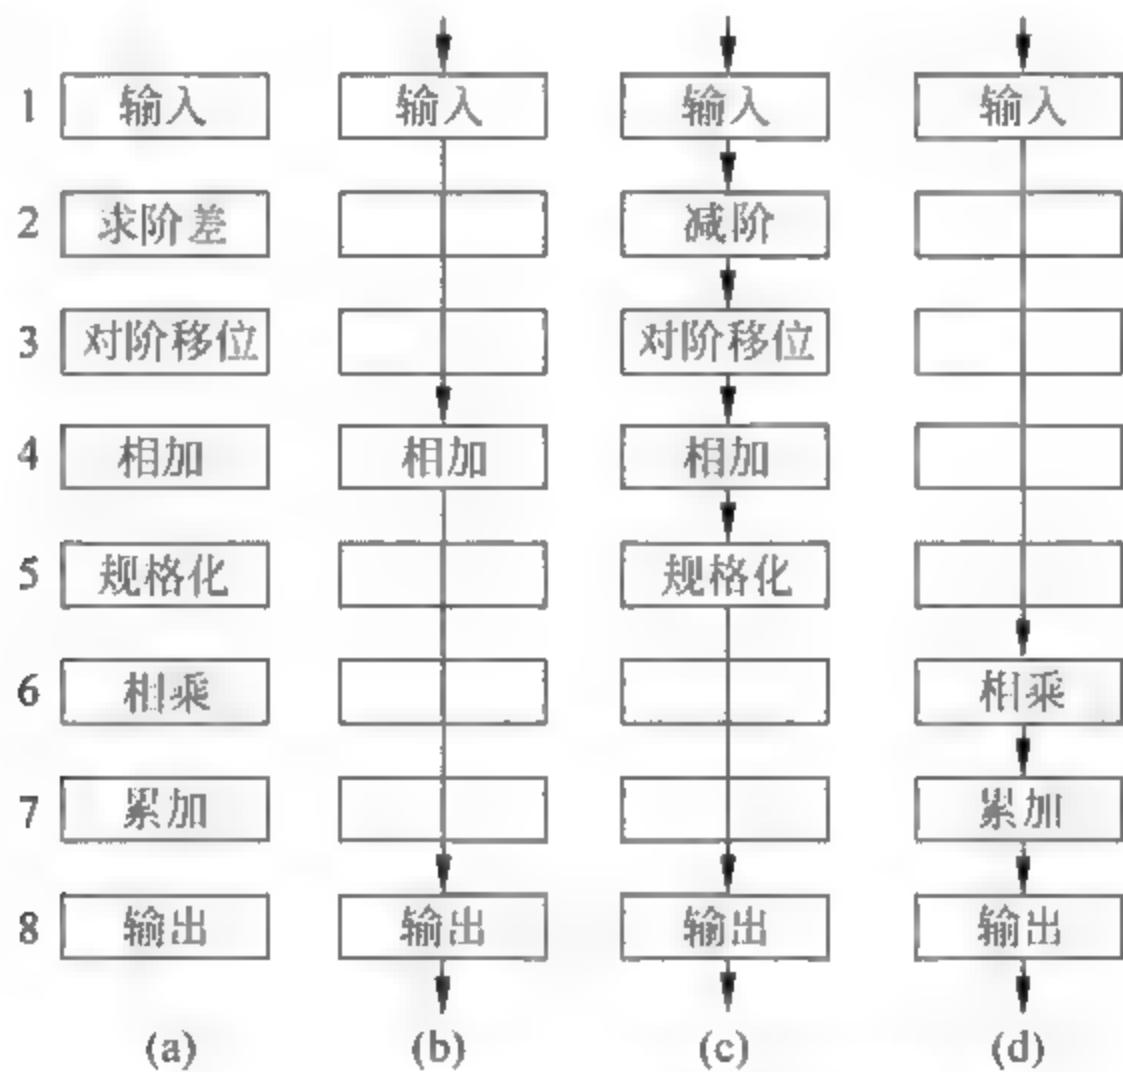 1 输入 输入 输入 输入
2 求阶差 减阶
3 对阶移位 对阶移位
4 相加 相加 相加
5 规格化 规格化
6 相乘 相乘
7 累加 累加
8 输出 输出 输出 输出
(a) (b) (c) (d)